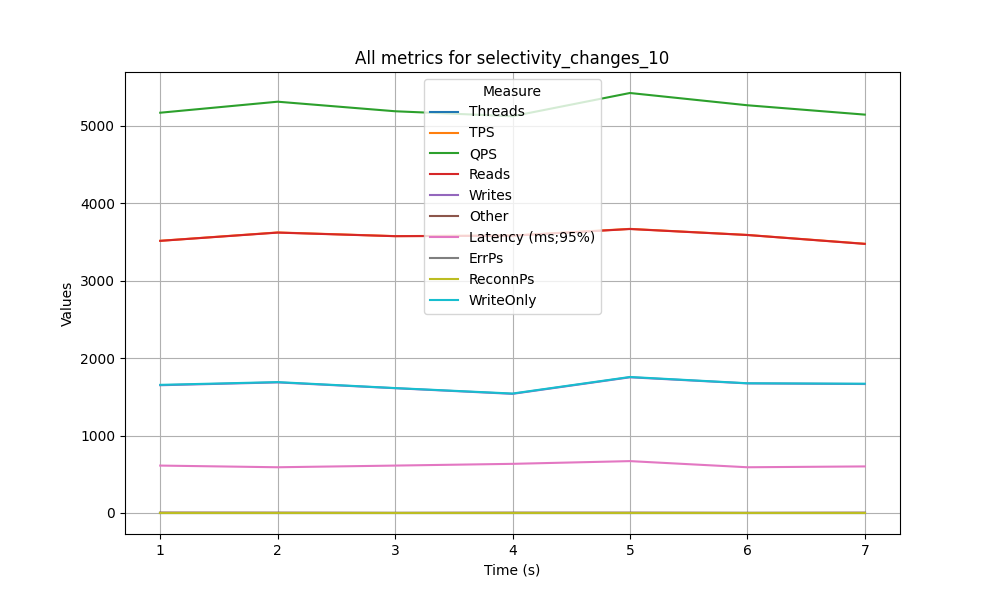 All metrics for selectivity_changes_10
Values
5000
4000
3000
2000
1000
0
Measure
Threads
TPS
QPS
Reads
Writes
Other
Latency (ms;95%)
ErrPs
ReconnPs
WriteOnly
1 2 3 4 5 6 7
Time (s)